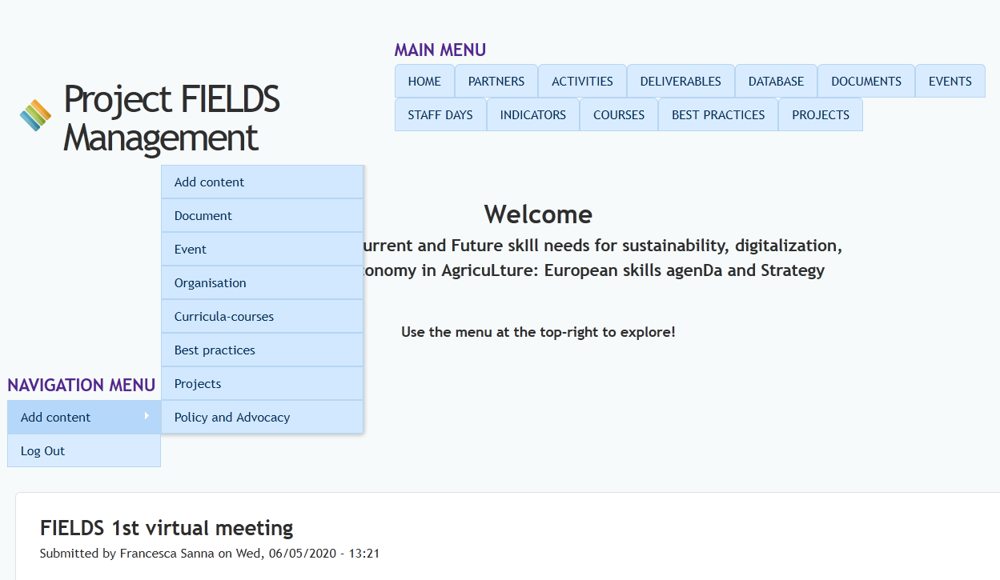 MAIN MENU
HOME PARTNERS ACTIVITIES DELIVERABLES DATABASE DOCUMENTS EVENTS
STAFF DAYS INDICATORS COURSES BEST PRACTICES PROJECTS
Project FIELDS
Management
Add content
Document
Event
Organisation
Curricula-courses
Best practices
Projects
Policy and Advocacy
Welcome
and Future skIll needs for sustainability, digitalization,
in AgricuLture: European skills agenDa and Strategy
Use the menu at the top-right to explore!
NAVIGATION MENU
Add content
Log Out
FIELDS 1st virtual meeting
Submitted by Francesca Sanna on Wed, 06/05/2020 - 13:21